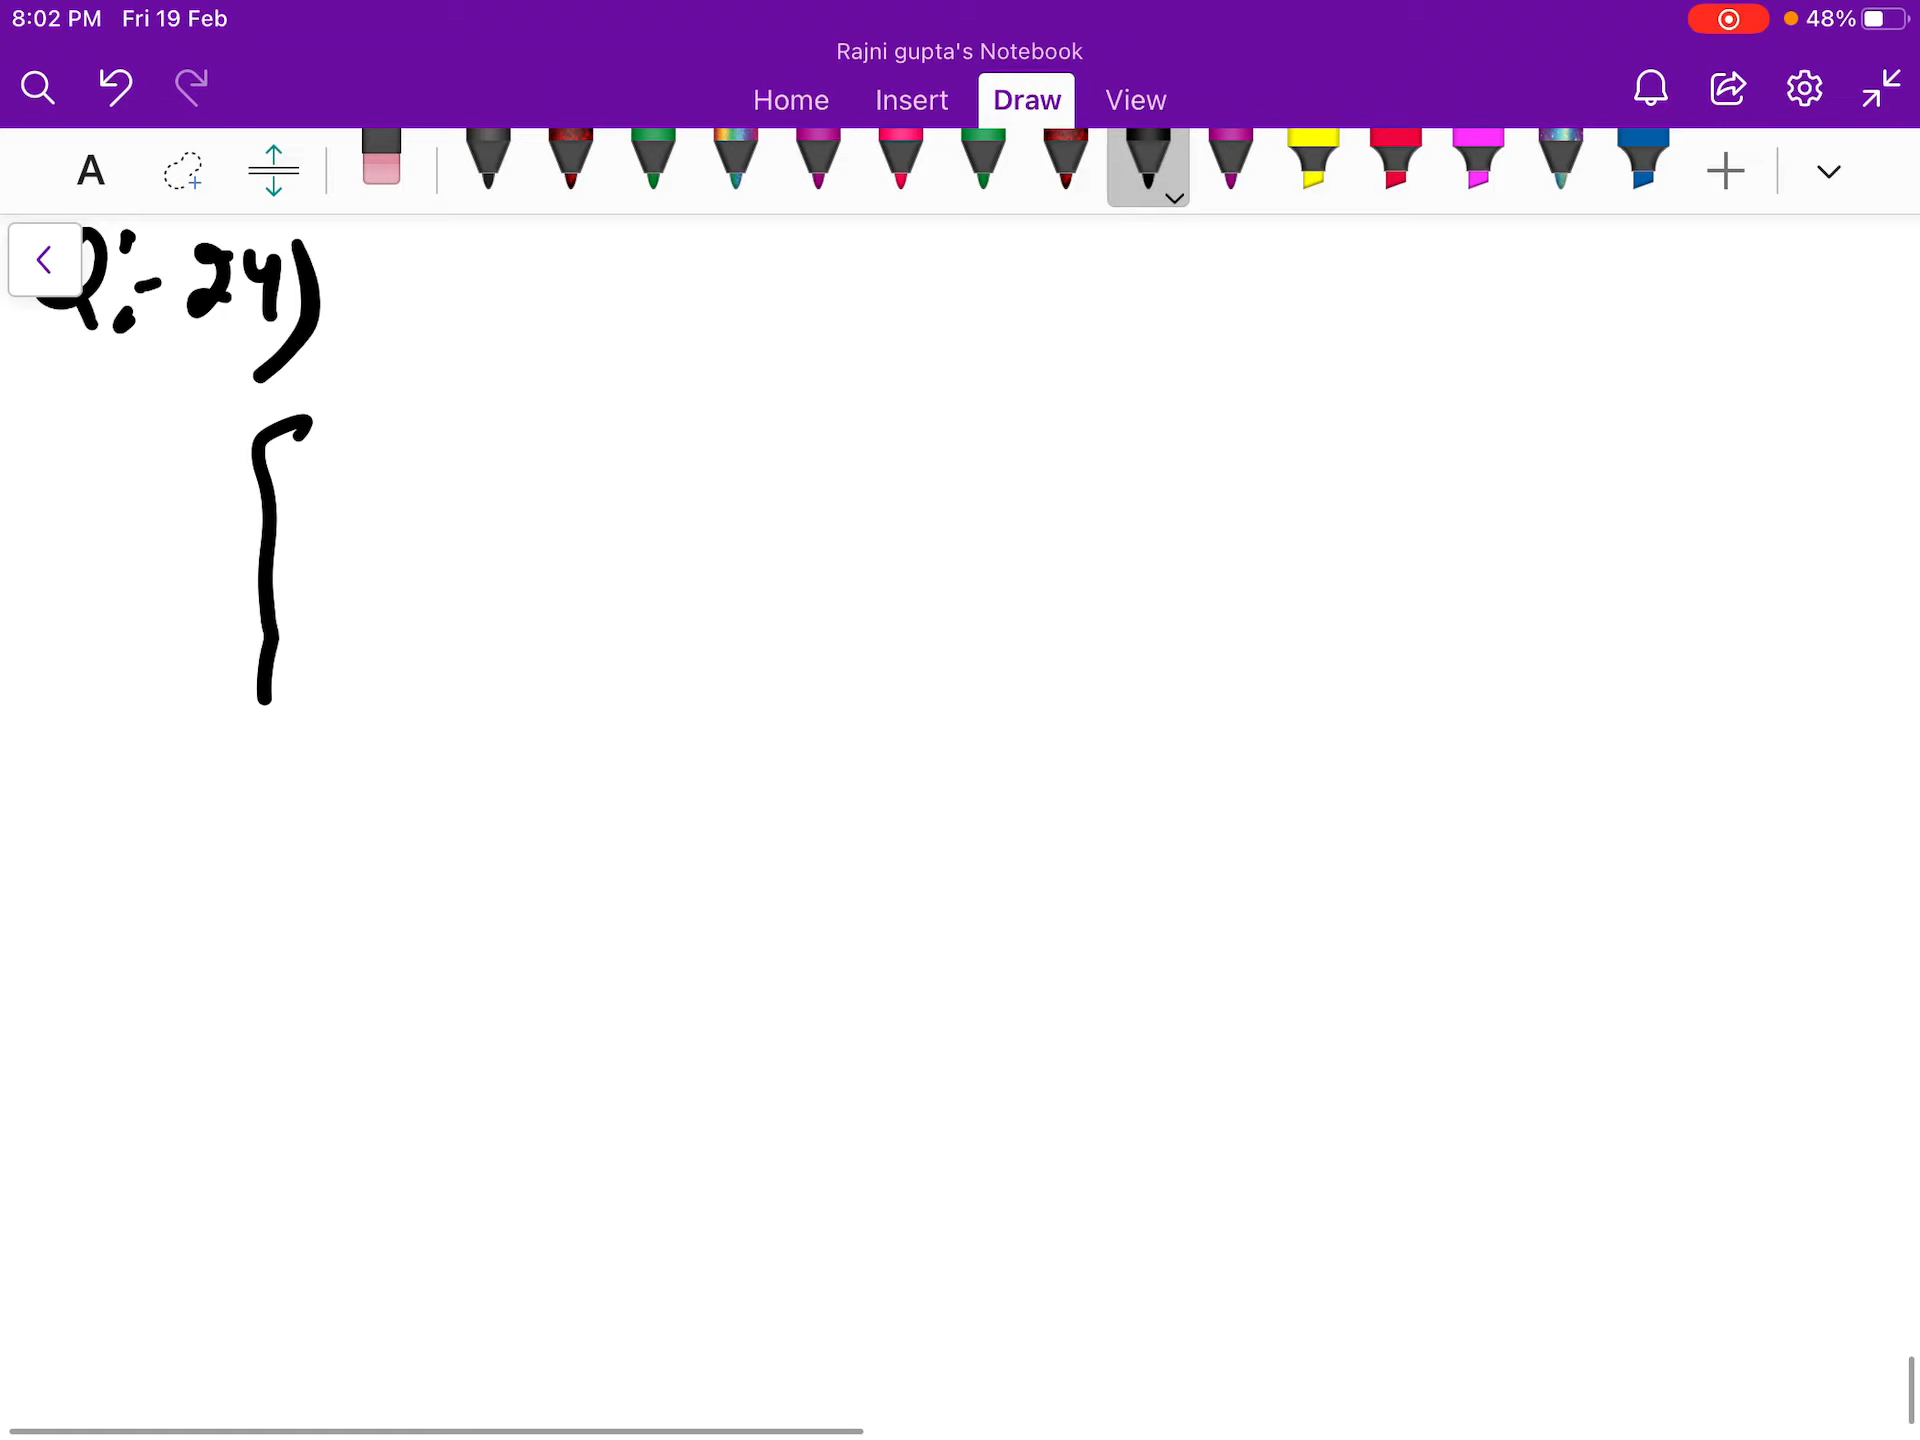 8:02 PM Fri 19 Feb
48%
Rajni gupta's Notebook
Home Insert Draw View
A
Q:- 24)